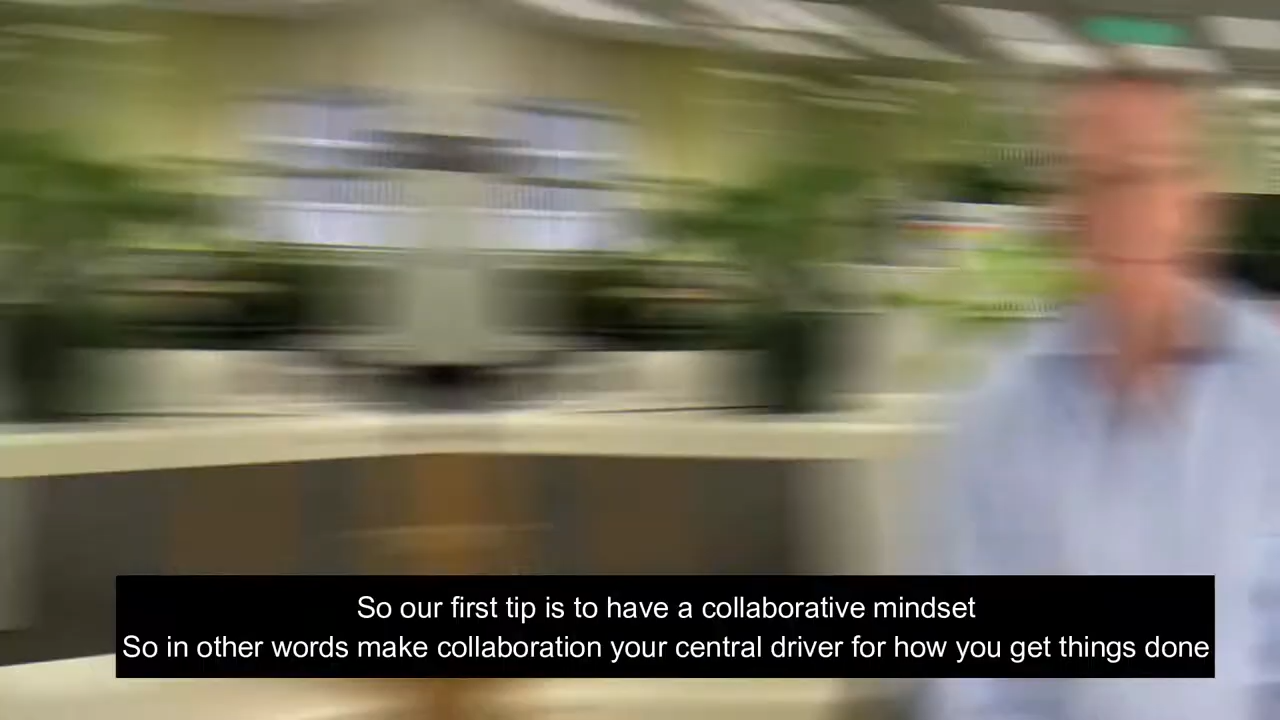 So our first tip is to have a collaborative mindset
So in other words make collaboration your central driver for how you get things done